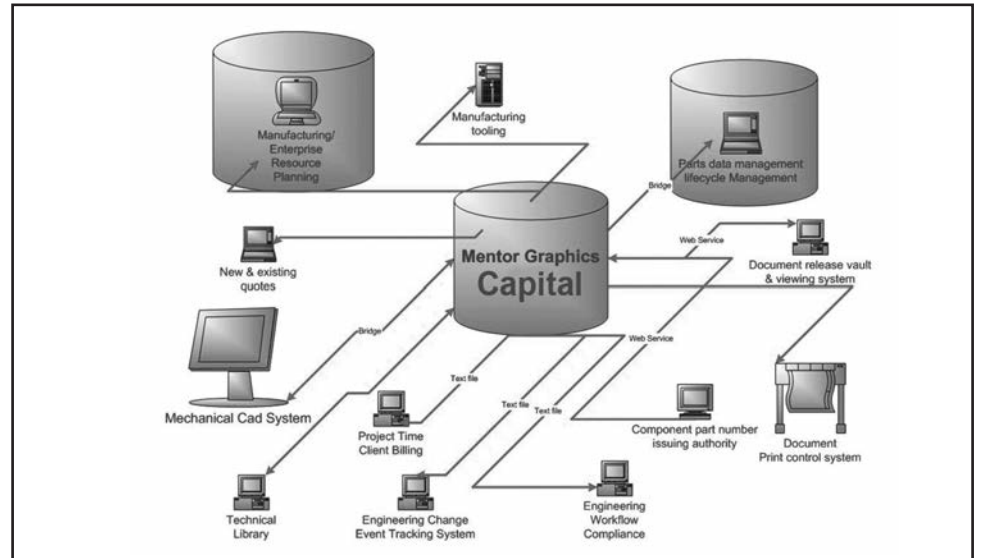 Manufacturing/
Enterprise
Resource
Planning
Manufacturing
tooling
Parts data management
lifecycle Management
Bridge
Web Service
New & existing
quotes
Mentor Graphics
Capital
Document release vault
& viewing system
Bridge
Web Service
Mechanical Cad System
Text file
Text file
Text file
Project Time
Client Billing
Component part number
issuing authority
Document
Print control system
Technical
Library
Engineering Change
Event Tracking System
Engineering
Workflow
Compliance